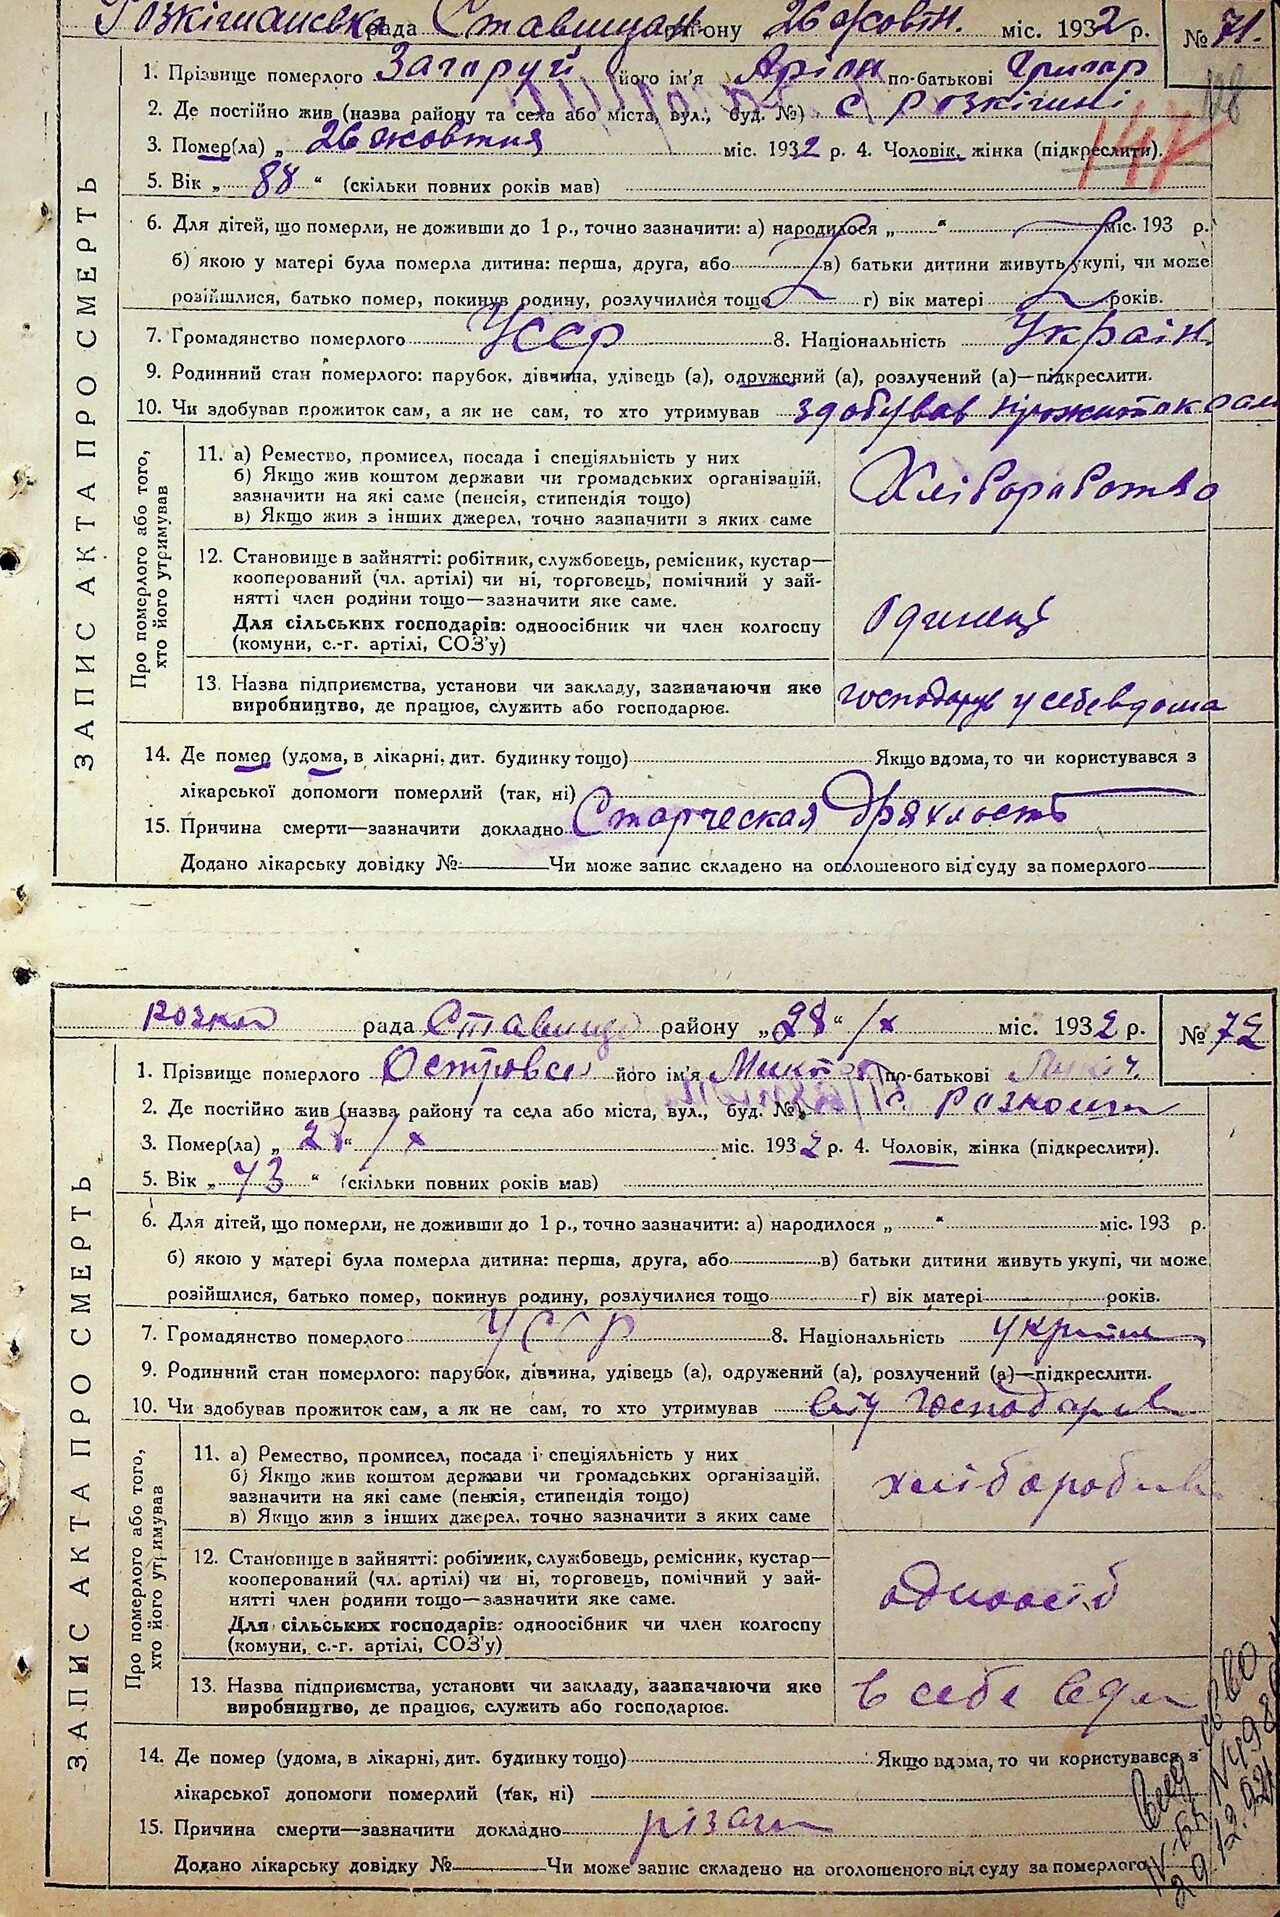 Розкішанська рада Ставищан. району 26 жовтн. міс. 1932 р. № 71.
1. Прізвище померлого Загоруй його ім'я по-батькові Григор
2. Де постійно жив (назва району та села або міста, вул., буд. №) с Розкішні
147
3. Помер(ла) „ 26 жовтня міс. 1932 р. 4. Чоловік, жінка (підкреслити).
5. Вік „ 88 “ (скільки повних років мав)
6. Для дітей, що померли, не доживши до 1 р., точно зазначити: а) народилося „ “ міс. 193 р.
б) якою у матері була померла дитина: перша, друга, або в) батьки дитини живуть укупі, чи може
розійшлися, батько помер, покинув родину, розлучилися тощо г) вік матері років.
7. Громадянство померлого УССР 8. Національність Україн.
9. Родинний стан померлого: парубок, дівчина, удівець (а), одружений (а), розлучений (а)—підкреслити.
10. Чи здобував прожиток сам, а як не сам, то хто утримував здобував прожиток сам
ЗАПИС АКТА ПРО СМЕРТЬ
Про померлого або того, хто його утримував
11. а) Ремество, промисел, посада і спеціяльність у них
б) Якщо жив коштом держави чи громадських організацій,
зазначити на які саме (пенсія, стипендія тощо)
в) Якщо жив з інших джерел, точно зазначити з яких саме
Хліборобство
12. Становище в зайнятті: робітник, службовець, ремісник, кустар—
кооперований (чл. артілі) чи ні, торговець, помічний у зай-
нятті член родини тощо—зазначити яке саме.
Для сільських господарів: одноосібник чи член колгоспу
(комуни, с.-г. артілі, СОЗ'у)
13. Назва підприємства, установи чи закладу, зазначаючи яке
виробництво, де працює, служить або господарює.
господарює у себе вдома
14. Де помер (удома, в лікарні, дит. будинку тощо) Якщо вдома, то чи користувався з
лікарської допомоги померлий (так, ні)
15. Причина смерти—зазначити докладно Старческая дряхлость
Додано лікарську довідку № Чи може запис складено на оголошеного від суду за померлого
рада Ставище району „28“ /X міс. 1932 р. № 72
1. Прізвище померлого його ім'я по-батькові
2. Де постійно жив (назва району та села або міста, вул., буд. №) с.
3. Помер(ла) „ 28“ /X міс. 1932 р. 4. Чоловік, жінка (підкреслити).
5. Вік „ 73 “ (скільки повних років мав)
6. Для дітей, що померли, не доживши до 1 р., точно зазначити: а) народилося „ “ міс. 193 р.
б) якою у матері була померла дитина: перша, друга, або в) батьки дитини живуть укупі, чи може
розійшлися, батько помер, покинув родину, розлучилися тощо г) вік матері років.
7. Громадянство померлого УССР 8. Національність
9. Родинний стан померлого: парубок, дівчина, удівець (а), одружений (а), розлучений (а)—підкреслити.
10. Чи здобував прожиток сам, а як не сам, то хто утримував
ЗАПИС АКТА ПРО СМЕРТЬ
Про померлого або того, хто його утримував
11. а) Ремество, промисел, посада і спеціяльність у них
б) Якщо жив коштом держави чи громадських організацій,
зазначити на які саме (пенсія, стипендія тощо)
в) Якщо жив з інших джерел, точно зазначити з яких саме
12. Становище в зайнятті: робітник, службовець, ремісник, кустар—
кооперований (чл. артілі) чи ні, торговець, помічний у зай-
нятті член родини тощо—зазначити яке саме.
Для сільських господарів: одноосібник чи член колгоспу
(комуни, с.-г. артілі, СОЗ'у)
одноосіб
13. Назва підприємства, установи чи закладу, зазначаючи яке
виробництво, де працює, служить або господарює.
в себе
14. Де помер (удома, в лікарні, дит. будинку тощо) Якщо вдома, то чи користувався з
лікарської допомоги померлий (так, ні)
15. Причина смерти—зазначити докладно
Додано лікарську довідку № Чи може запис складено на оголошеного від суду за померлого